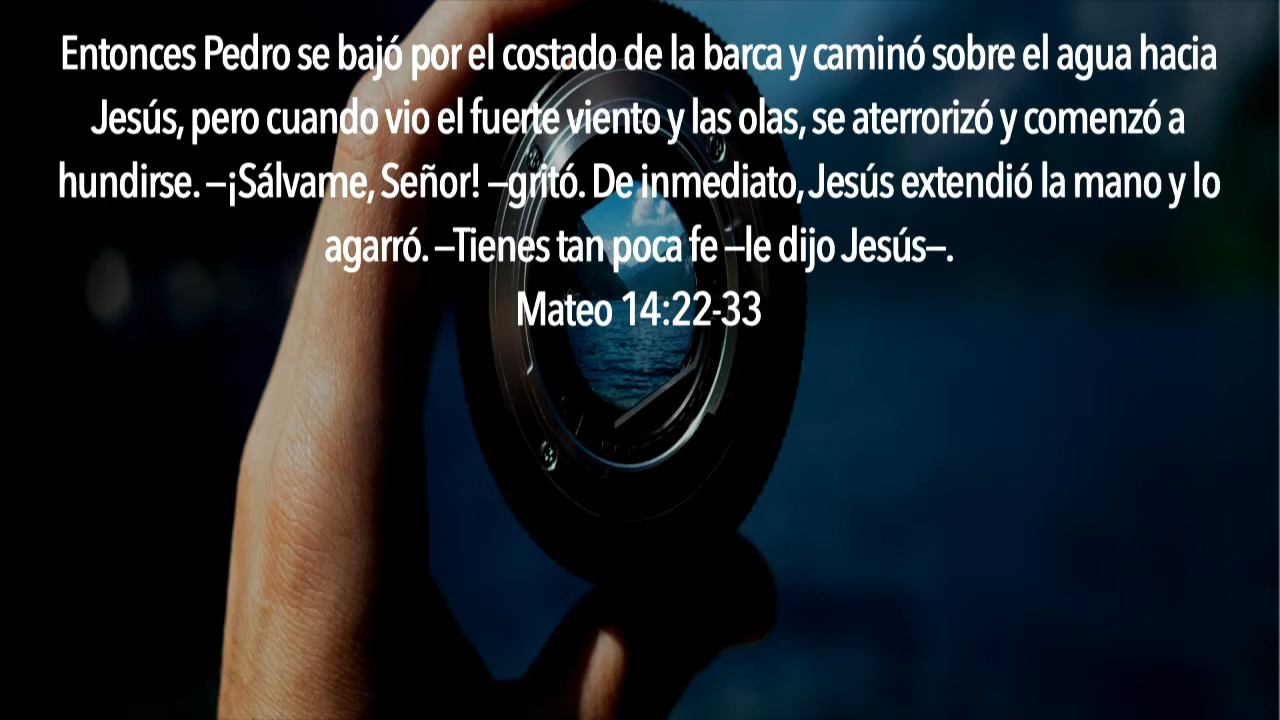 Entonces Pedro se bajó por el costado de la barca y caminó sobre el agua hacia
Jesús, pero cuando vio el fuerte viento y las olas, se aterrorizó y comenzó a
hundirse. –¡Sálvame, Señor! –gritó. De inmediato, Jesús extendió la mano y lo
agarró. –Tienes tan poca fe –le dijo Jesús–.
Mateo 14:22-33